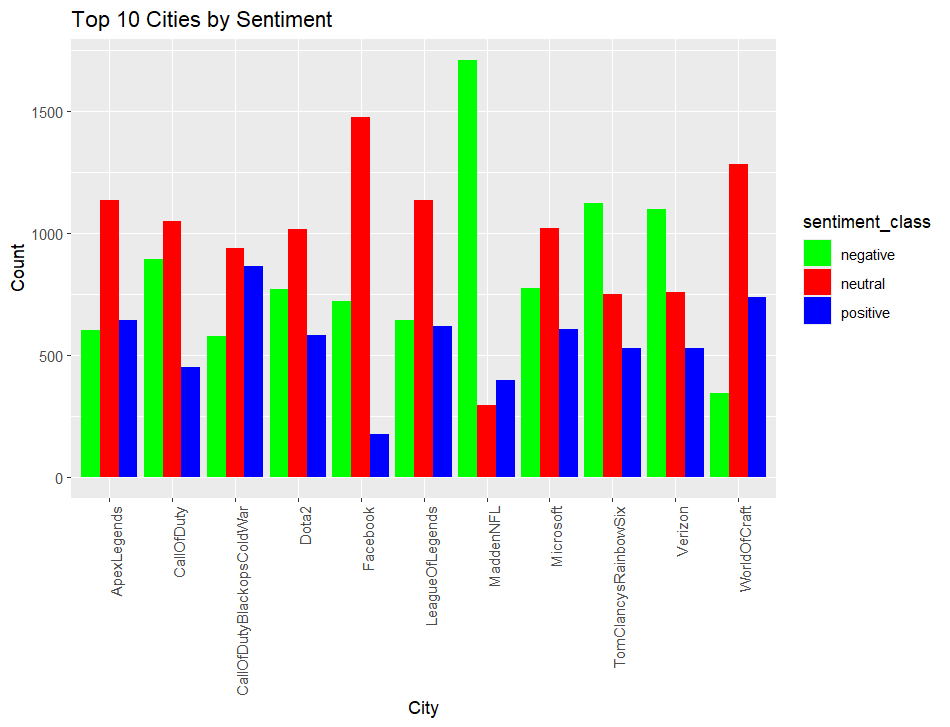 Top 10 Cities by Sentiment
Count
1500
1000
500
0
ApexLegends
CallOfDuty
CallOfDutyBlackopsColdWar
Dota2
Facebook
LeagueOfLegends
MaddenNFL
Microsoft
TomClancysRainbowSix
Verizon
WorldOfCraft
City
sentiment_class
negative
neutral
positive